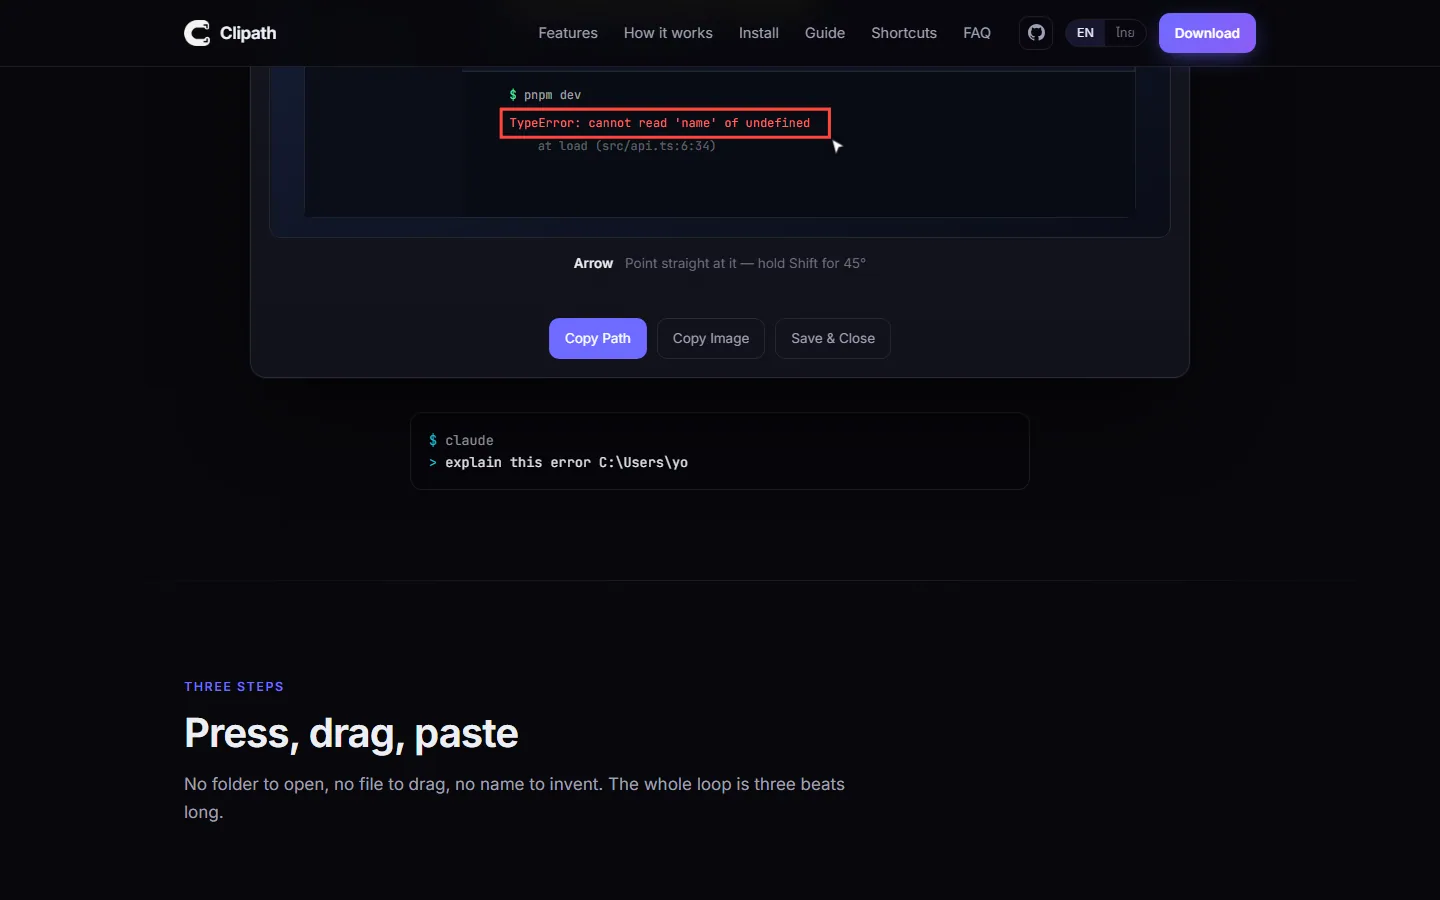 Clipath
Features
How it works
Install
Guide
Shortcuts
FAQ
EN
ไทย
Download
$ pnpm dev
TypeError: cannot read 'name' of undefined
at load (src/api.ts:6:34)
Arrow Point straight at it — hold Shift for 45°
Copy Path
Copy Image
Save & Close
$ claude
> explain this error C:\Users\yo
THREE STEPS
Press, drag, paste
No folder to open, no file to drag, no name to invent. The whole loop is three beats
long.